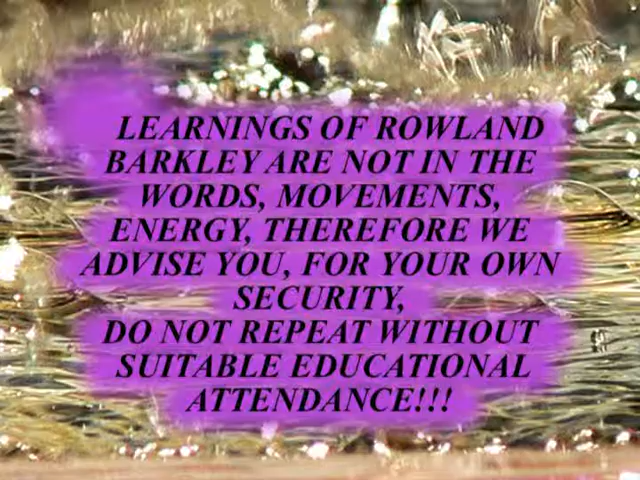 LEARNINGS OF ROWLAND
BARKLEY ARE NOT IN THE
WORDS, MOVEMENTS,
ENERGY, THEREFORE WE
ADVISE YOU, FOR YOUR OWN
SECURITY,
DO NOT REPEAT WITHOUT
SUITABLE EDUCATIONAL
ATTENDANCE!!!